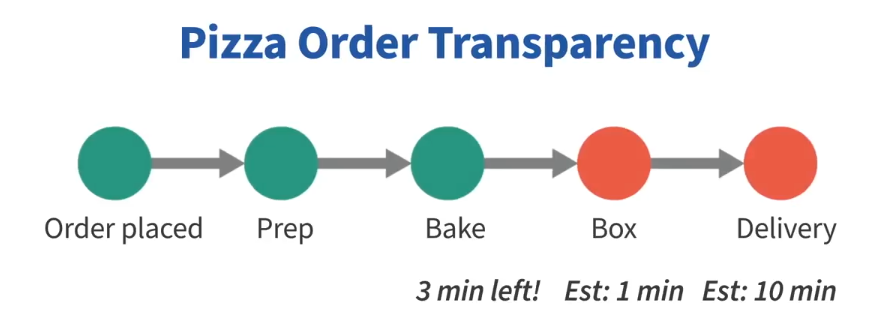 Pizza Order Transparency
Order placed Prep Bake Box Delivery
3 min left! Est: 1 min Est: 10 min